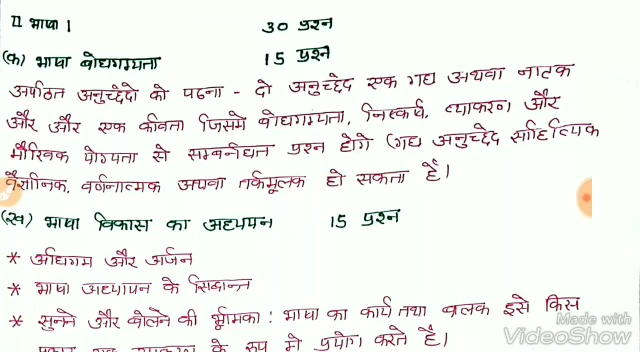 II भाषा I 30 प्रश्न
(क) भाषा बोधगम्यता 15 प्रश्न
अपठित अनुच्छेदो को पढना - दो अनुच्छेद एक गद्य अथवा नाटक
और और एक कविता जिसमे बोधगम्यता, निष्कर्ष, व्याकरण और
मौखिक योग्यता से सम्बन्धित प्रश्न होगे (गद्य अनुच्छेद साहित्यिक
वैज्ञानिक, वर्णनात्मक अथवा तर्कमूलक हो सकता है।
(ख) भाषा विकास का अध्ययन 15 प्रश्न
* अधिगम और अर्जन
* भाषा अध्यापन के सिद्धान्त
* सुनने और बोलने की भूमिका : भाषा का कार्य तथा बालक इसे किस
के रूप मे प्रयोग करते है।
Made with
VideoShow